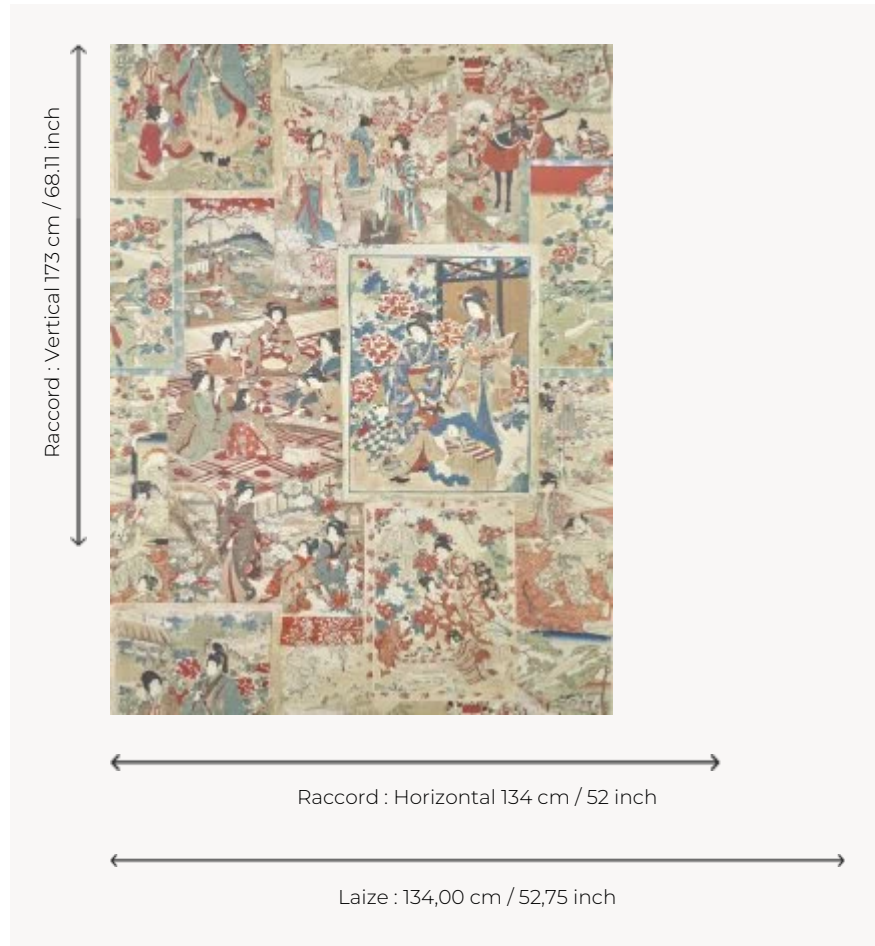 Raccord : Vertical 173 cm / 68.11 inch
Raccord : Horizontal 134 cm / 52 inch
Laize : 134,00 cm / 52,75 inch